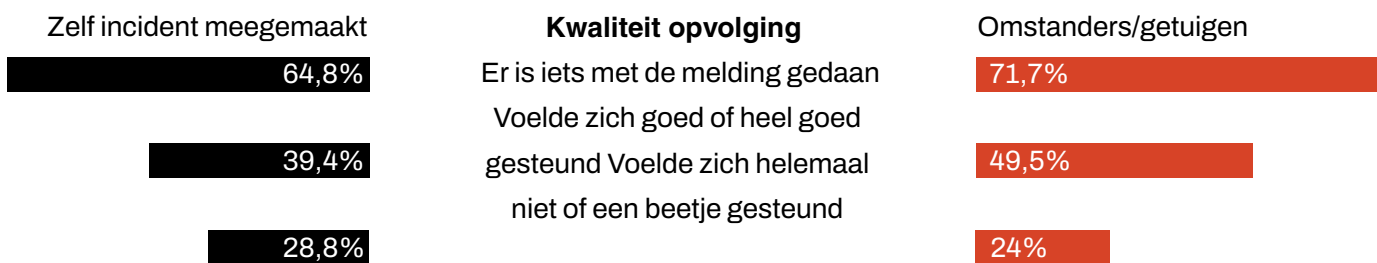 Zelf incident meegemaakt
Kwaliteit opvolging
Omstanders/getuigen
64,8%
Er is iets met de melding gedaan
71,7%
Voelde zich goed of heel goed
39,4%
gesteund Voelde zich helemaal
49,5%
niet of een beetje gesteund
28,8%
24%